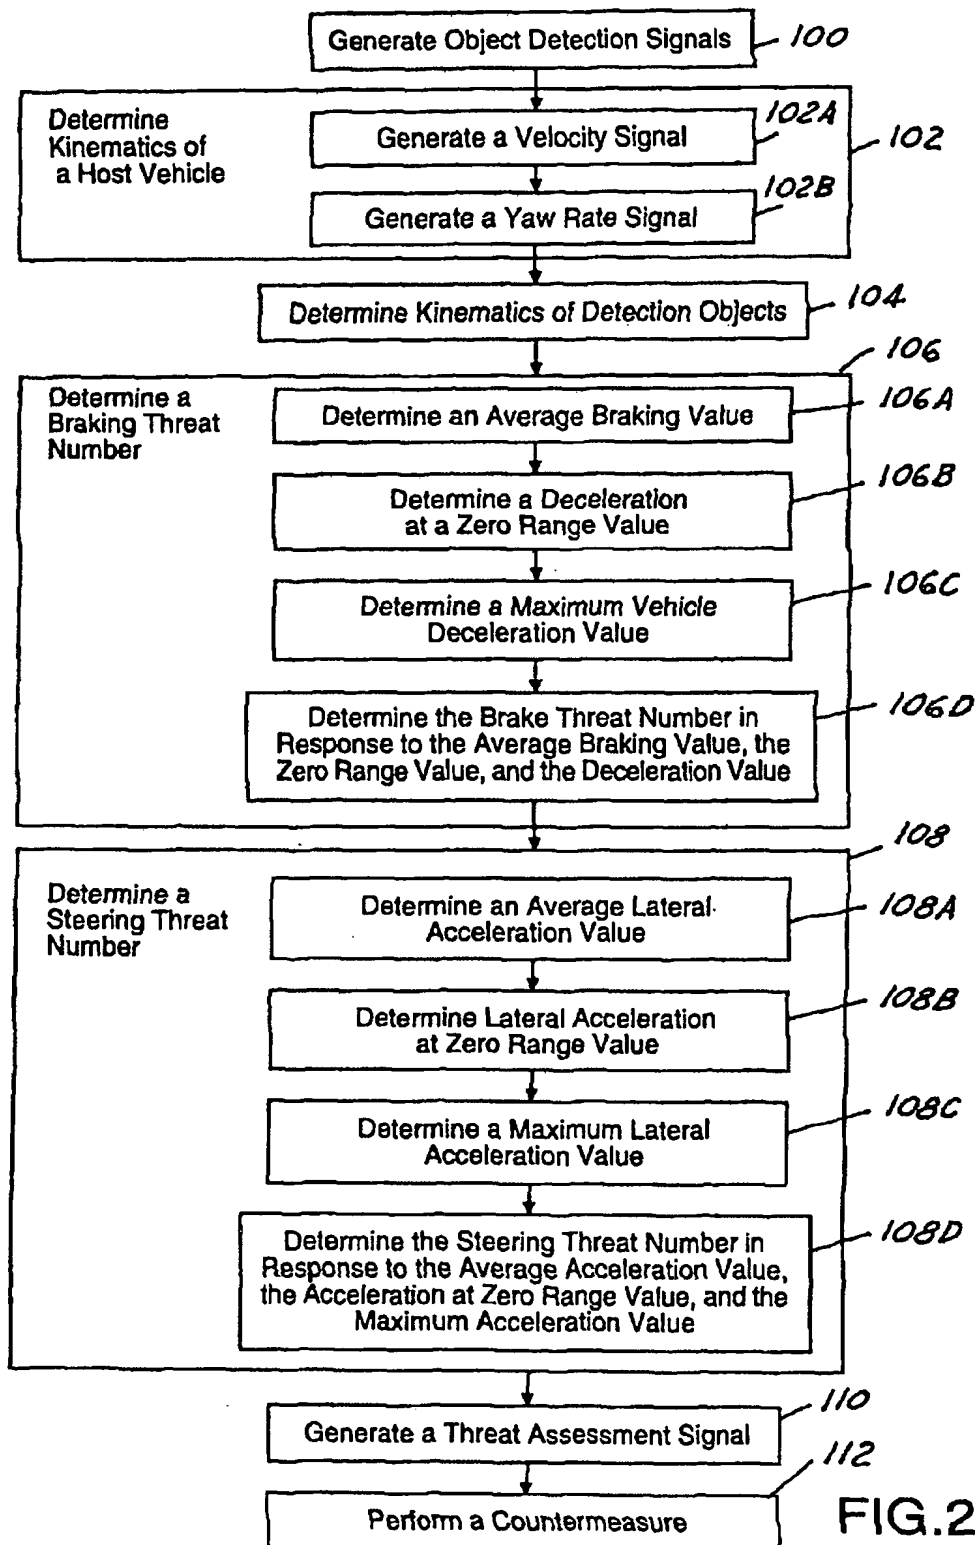 Generate Object Detection Signals
100
Determine
Kinematics of
a Host Vehicle
Generate a Velocity Signal
102A
102
Generate a Yaw Rate Signal
102B
Determine Kinematics of Detection Objects
104
106
Determine a
Braking Threat
Number
Determine an Average Braking Value
106A
Determine a Deceleration
at a Zero Range Value
106B
Determine a Maximum Vehicle
Deceleration Value
106C
Determine the Brake Threat Number in
Response to the Average Braking Value, the
Zero Range Value, and the Deceleration Value
106D
108
Determine a
Steering Threat
Number
Determine an Average Lateral
Acceleration Value
108A
Determine Lateral Acceleration
at Zero Range Value
108B
Determine a Maximum Lateral
Acceleration Value
108C
Determine the Steering Threat Number in
Response to the Average Acceleration Value,
the Acceleration at Zero Range Value, and the
Maximum Acceleration Value
108D
Generate a Threat Assessment Signal
110
Perform a Countermeasure
112
FIG.2